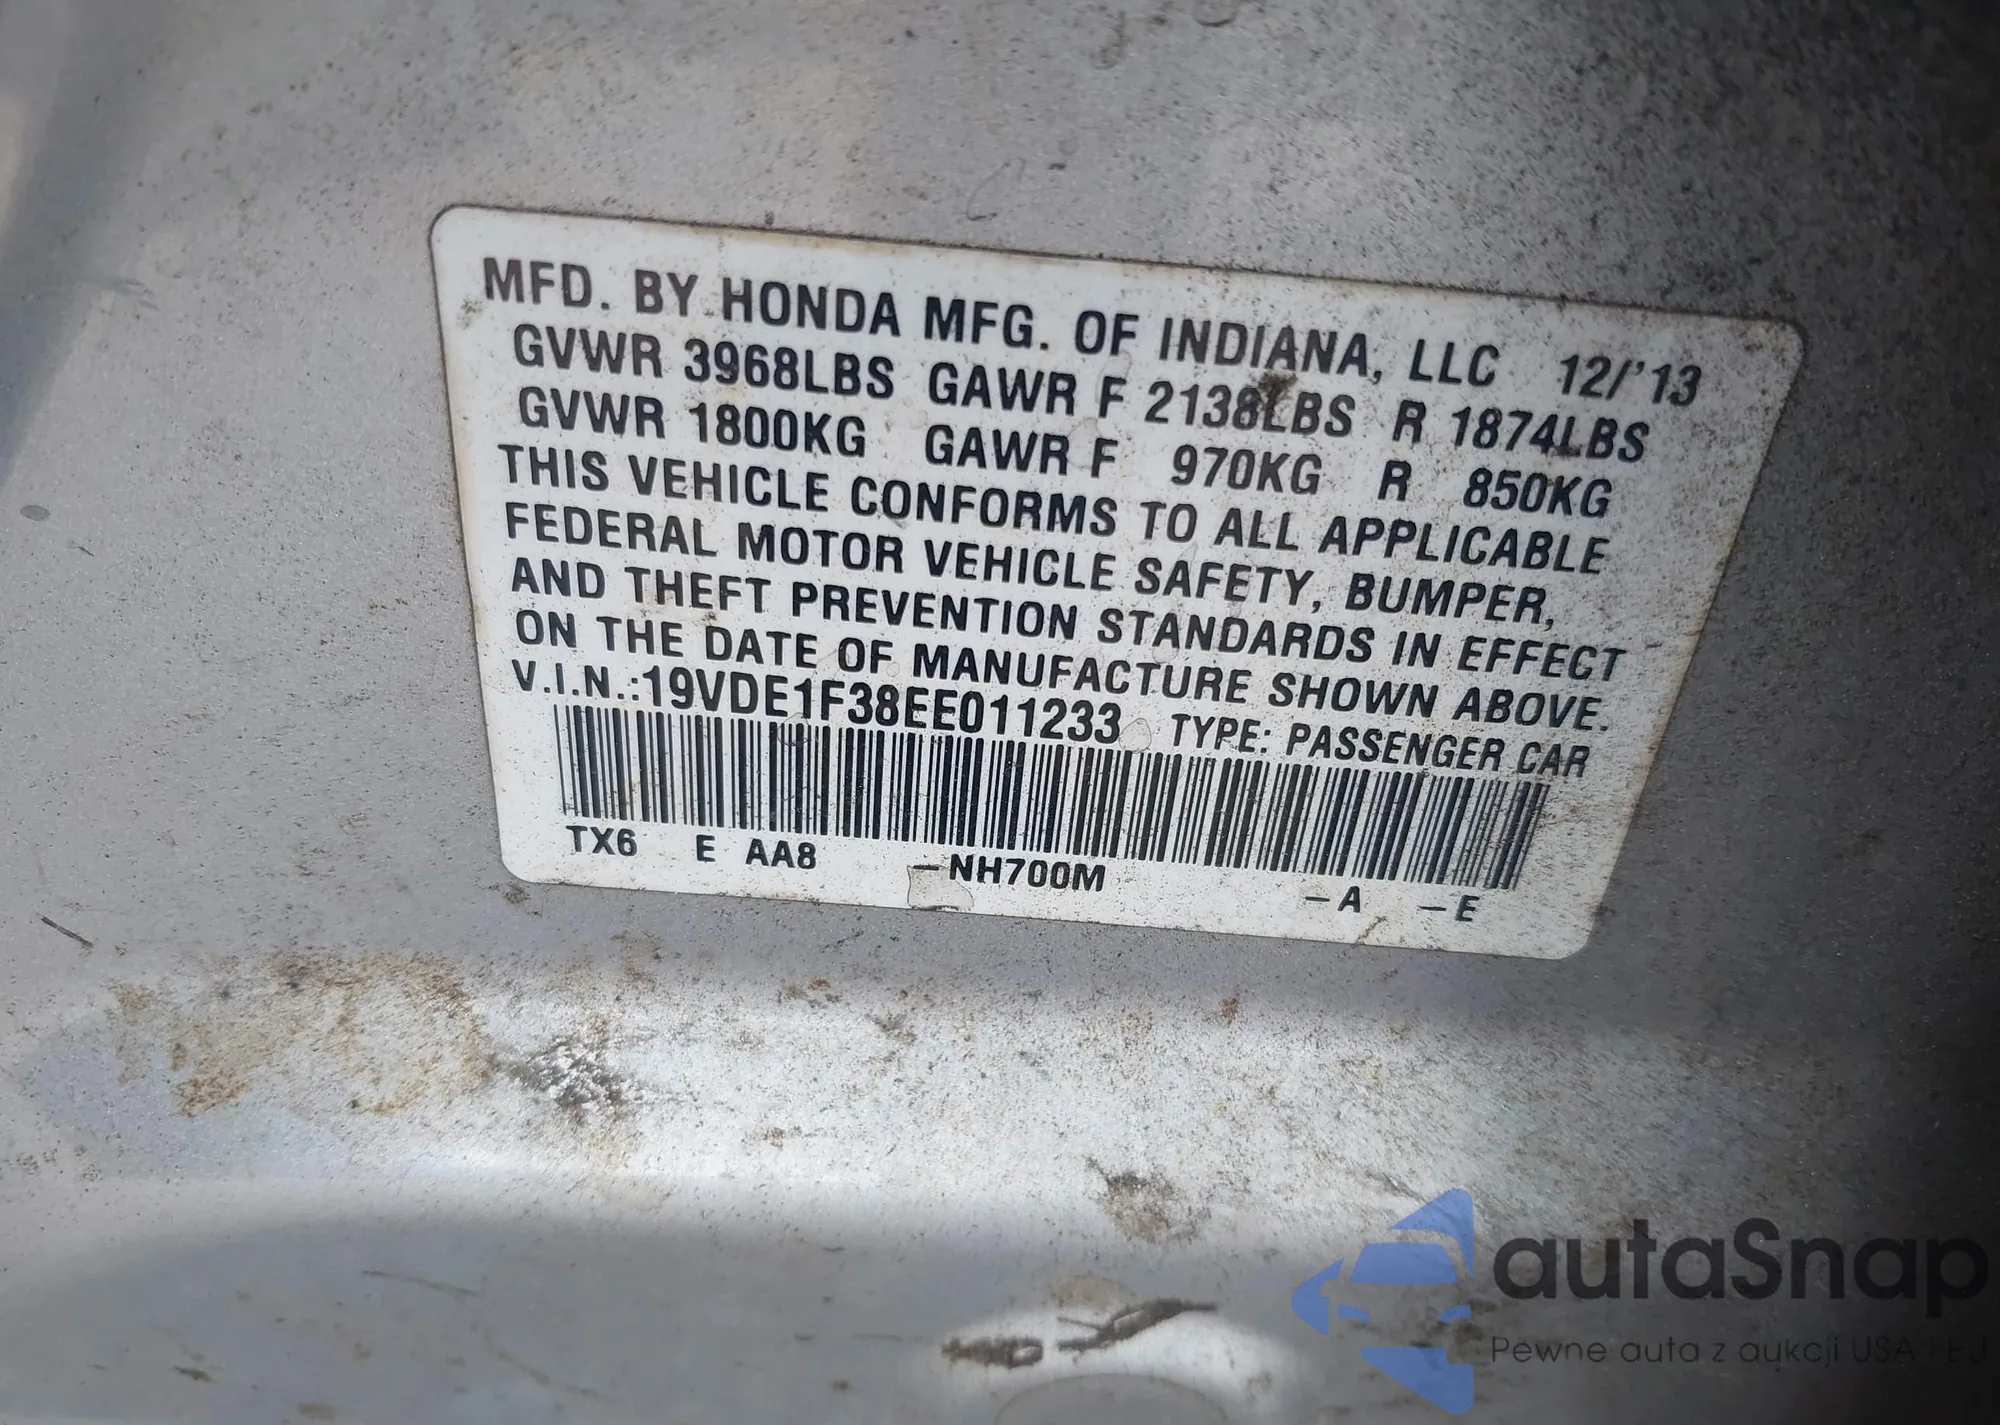 MFD. BY HONDA MFG. OF INDIANA, LLC 12/'13
GVWR 3968LBS GAWR F 2138LBS R 1874LBS
GVWR 1800KG GAWR F 970KG R 850KG
THIS VEHICLE CONFORMS TO ALL APPLICABLE
FEDERAL MOTOR VEHICLE SAFETY, BUMPER,
AND THEFT PREVENTION STANDARDS IN EFFECT
ON THE DATE OF MANUFACTURE SHOWN ABOVE.
V.I.N.:19VDE1F38EE011233 TYPE: PASSENGER CAR
TX6 E AA8 -NH700M -A -E
autaSnap
Pewne auta z aukcji USA i EJ